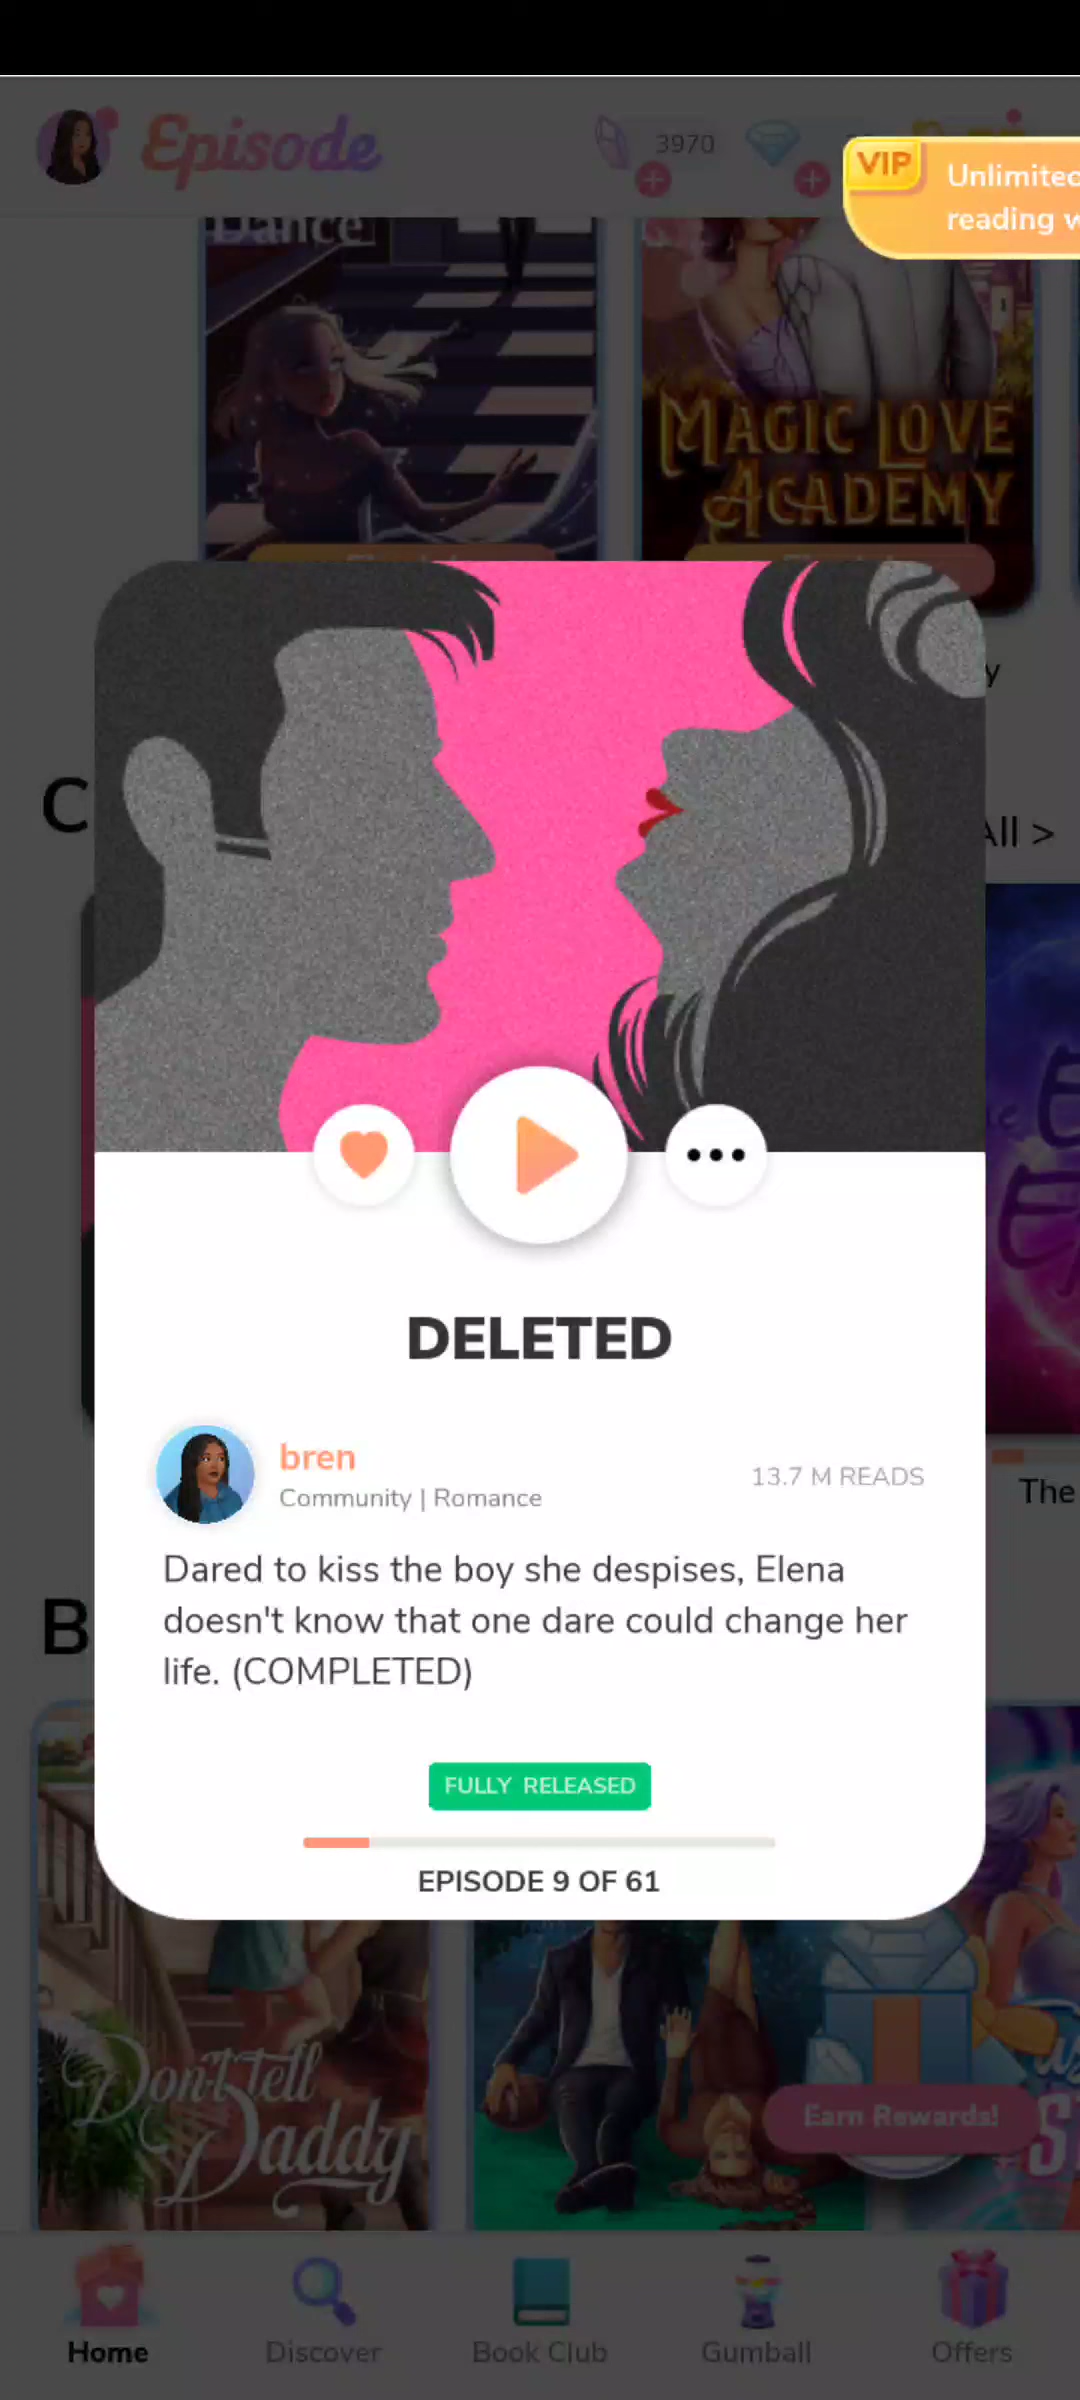 Episode
3970
VIP
Unlimited
reading w
Dance
MAGIC LOVE
ACADEMY
y
C
All >
DELETED
bren
Community | Romance
13.7 M READS
The
Dared to kiss the boy she despises, Elena
doesn't know that one dare could change her
life. (COMPLETED)
B
FULLY RELEASED
EPISODE 9 OF 61
Don't tell
Daddy
Earn Rewards!
Home
Discover
Book Club
Gumball
Offers